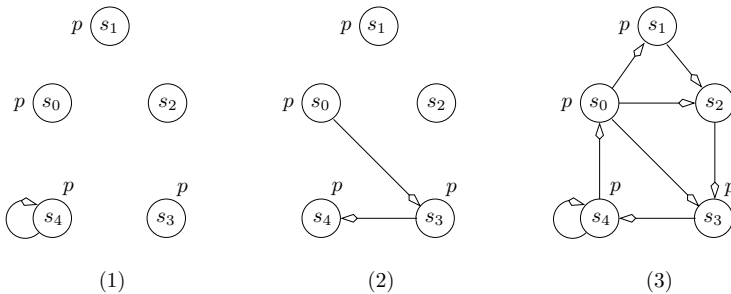 p s₁ p s₁ p s₁
p s₀ s₂ p s₀ s₂ p s₀ s₂
p p p p p p
s₄ s₃ s₄ s₃ s₄ s₃
(1) (2) (3)